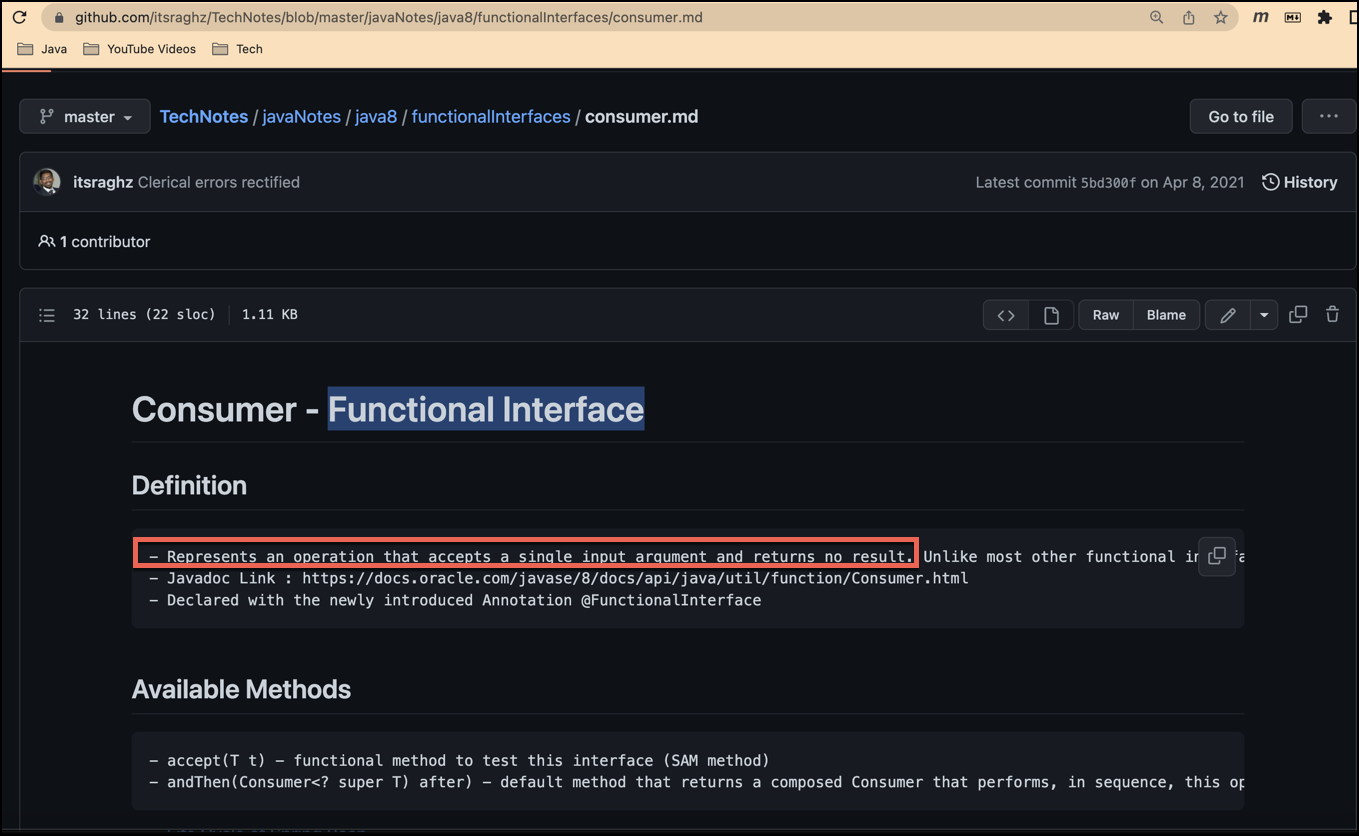 github.com/itsraghz/TechNotes/blob/master/javaNotes/java8/functionalInterfaces/consumer.md
Java YouTube Videos Tech
master TechNotes / javaNotes / java8 / functionalInterfaces / consumer.md Go to file
itsraghz Clerical errors rectified Latest commit 5bd300f on Apr 8, 2021 History
1 contributor
32 lines (22 sloc) 1.11 KB Raw Blame
Consumer - Functional Interface
Definition
- Represents an operation that accepts a single input argument and returns no result. Unlike most other functional
- Javadoc Link : https://docs.oracle.com/javase/8/docs/api/java/util/function/Consumer.html
- Declared with the newly introduced Annotation @FunctionalInterface
Available Methods
- accept(T t) - functional method to test this interface (SAM method)
- andThen(Consumer<? super T) after) - default method that returns a composed Consumer that performs, in sequence, this op